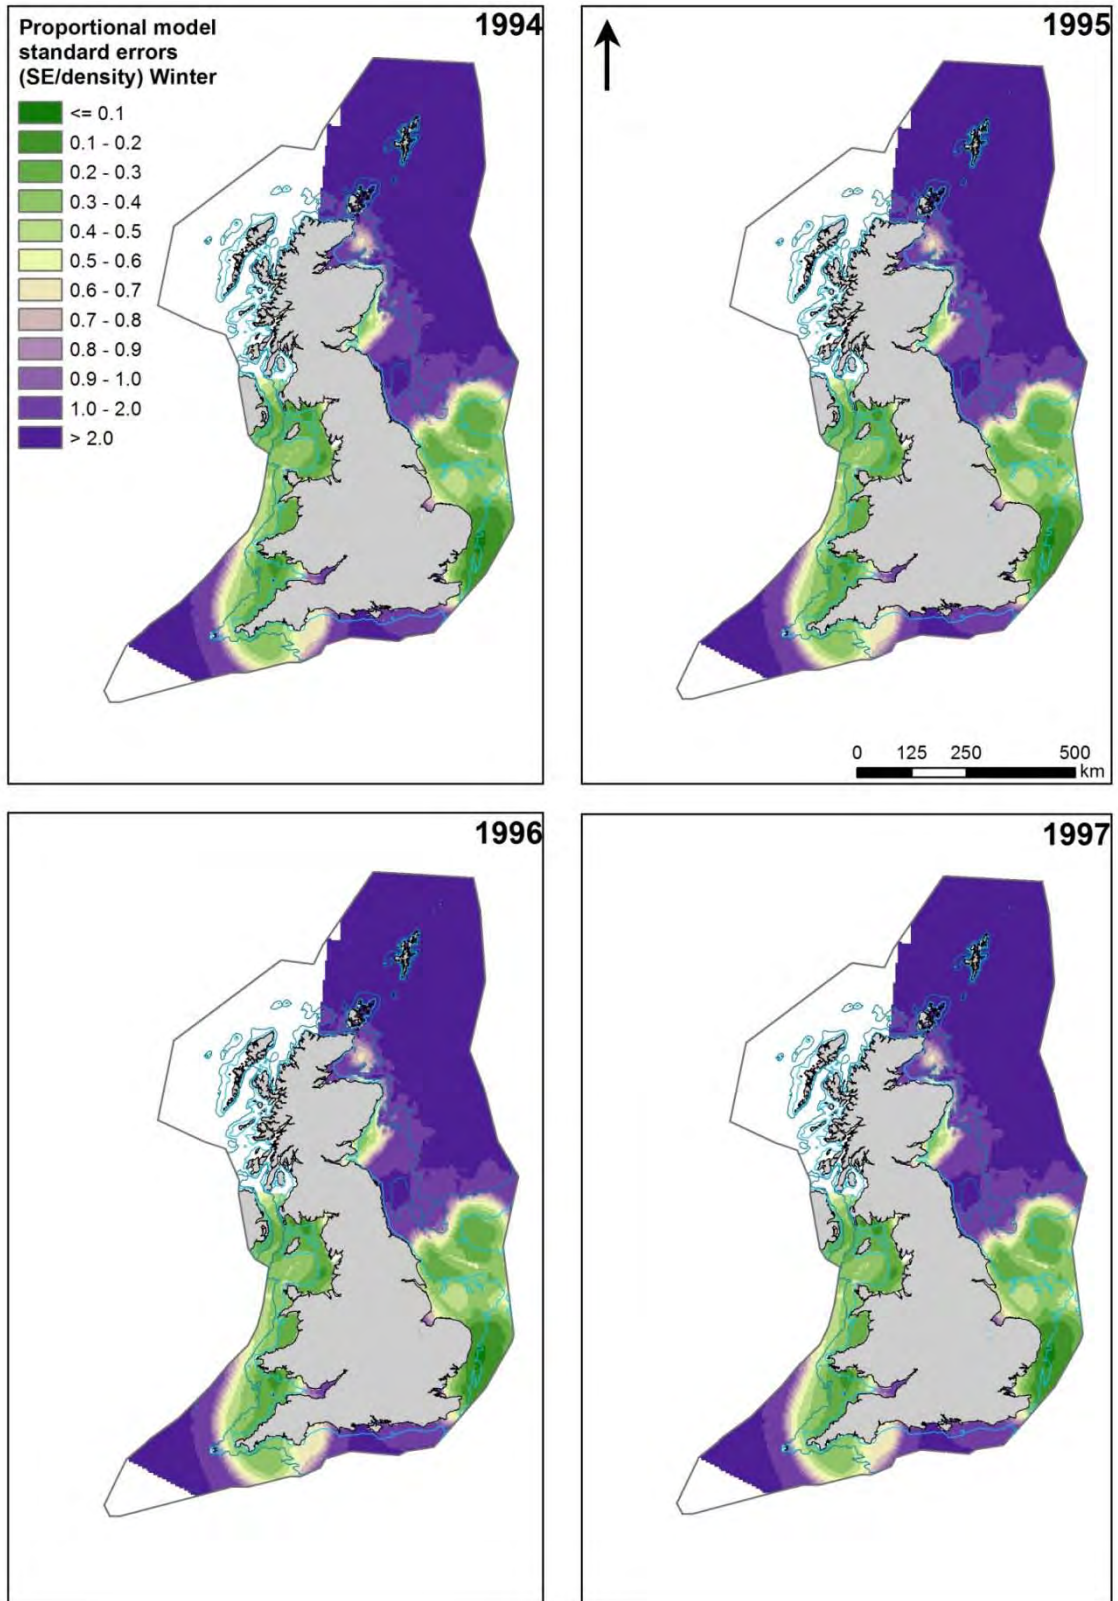 Proportional model
standard errors
(SE/density) Winter
<= 0.1
0.1 - 0.2
0.2 - 0.3
0.3 - 0.4
0.4 - 0.5
0.5 - 0.6
0.6 - 0.7
0.7 - 0.8
0.8 - 0.9
0.9 - 1.0
1.0 - 2.0
> 2.0
1994
1995
0 125 250 500
km
1996
1997